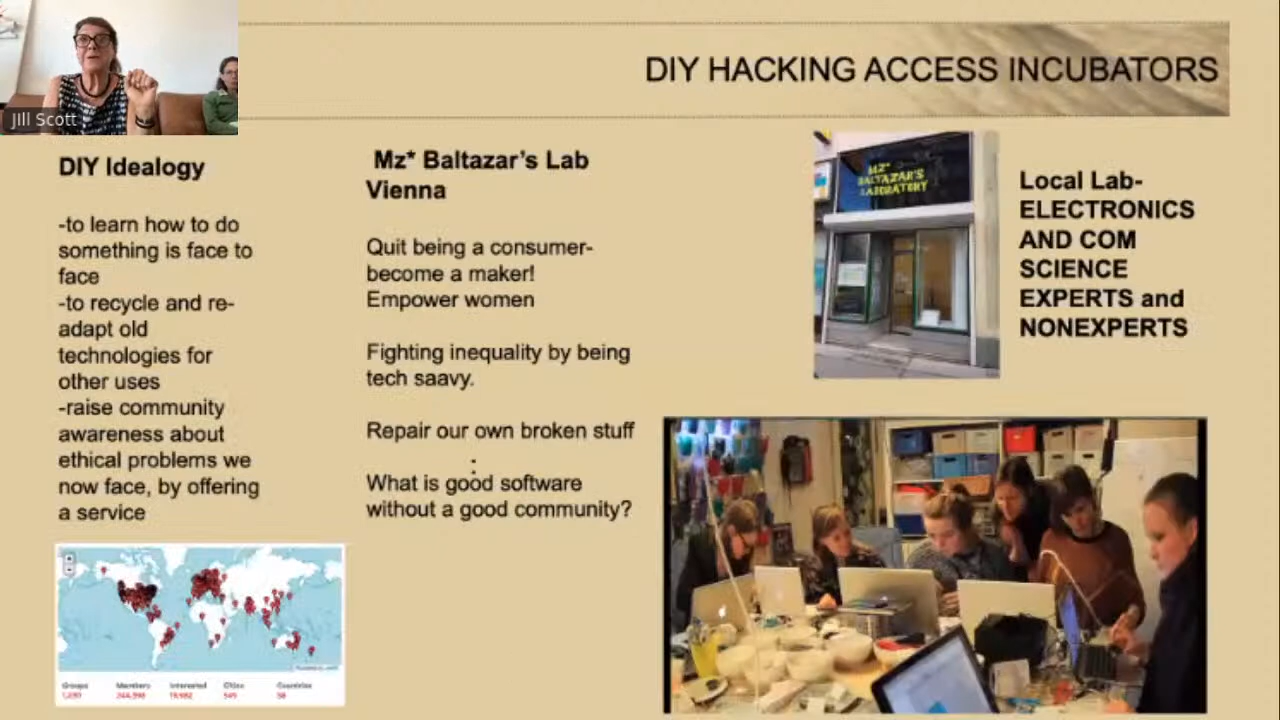 JIll Scott
DIY HACKING ACCESS INCUBATORS
DIY Idealogy
-to learn how to do
something is face to
face
-to recycle and re-
adapt old
technologies for
other uses
-raise community
awareness about
ethical problems we
now face, by offering
a service
Mz* Baltazar's Lab
Vienna
Quit being a consumer-
become a maker!
Empower women
Fighting inequality by being
tech saavy.
Repair our own broken stuff
:
What is good software
without a good community?
MZ*
BALTAZAR'S
LABORATORY
Local Lab-
ELECTRONICS
AND COM
SCIENCE
EXPERTS and
NONEXPERTS
Groups Members Interested Cities Countries